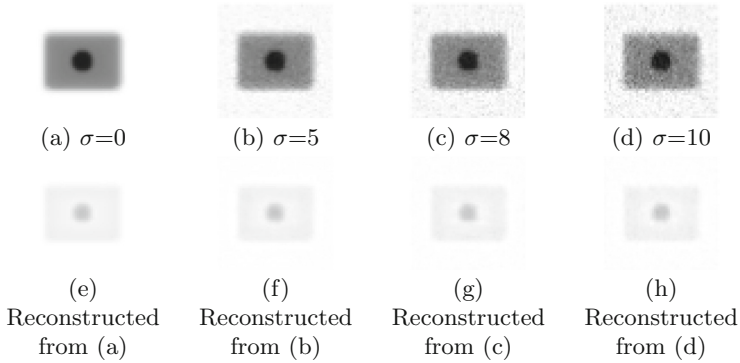 (a) σ=0
(b) σ=5
(c) σ=8
(d) σ=10
(e)
Reconstructed
from (a)
(f)
Reconstructed
from (b)
(g)
Reconstructed
from (c)
(h)
Reconstructed
from (d)